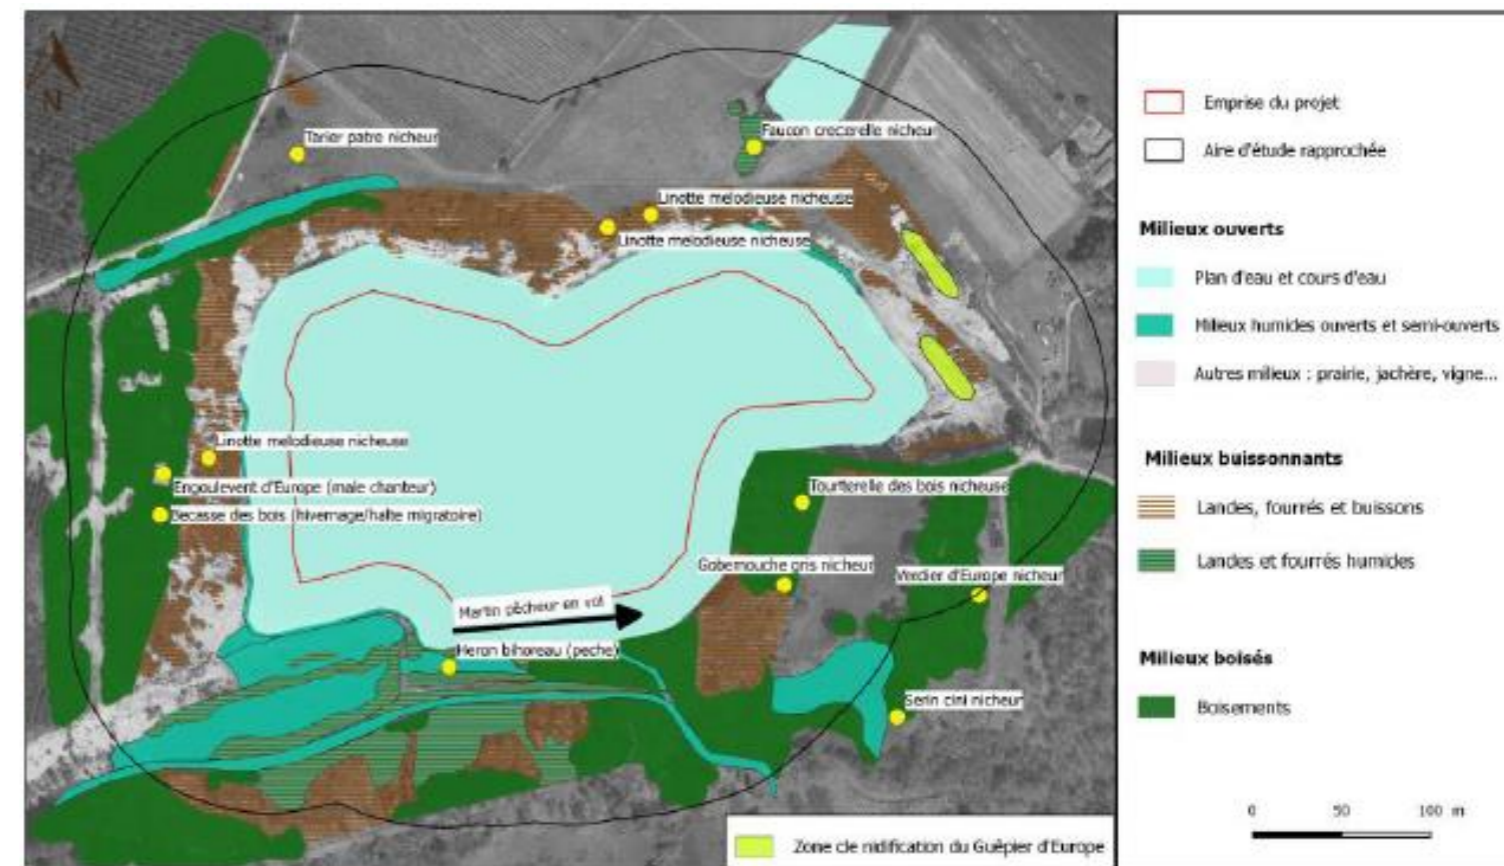 N
Tarier patre nicheur
Faucon crecerelle nicheur
Linotte melodieuse nicheuse
Linotte melodieuse nicheuse
Linotte melodieuse nicheuse
Engoulevent d'Europe (male chanteur)
Becasse des bois (hivernage/halte migratoire)
Tourterelle des bois nicheuse
Gobemouche gris nicheur
Verdier d'Europe nicheur
Martin pêcheur en vol
Heron bihoreau (peche)
Serin cini nicheur
Zone de nidification du Guêpier d'Europe
Emprise du projet
Aire d'étude rapprochée
Milieux ouverts
Plan d'eau et cours d'eau
Milieux humides ouverts et semi-ouverts
Autres milieux : prairie, jachère, vigne...
Milieux buissonnants
Landes, fourrés et buissons
Landes et fourrés humides
Milieux boisés
Boisements
0 50 100 m